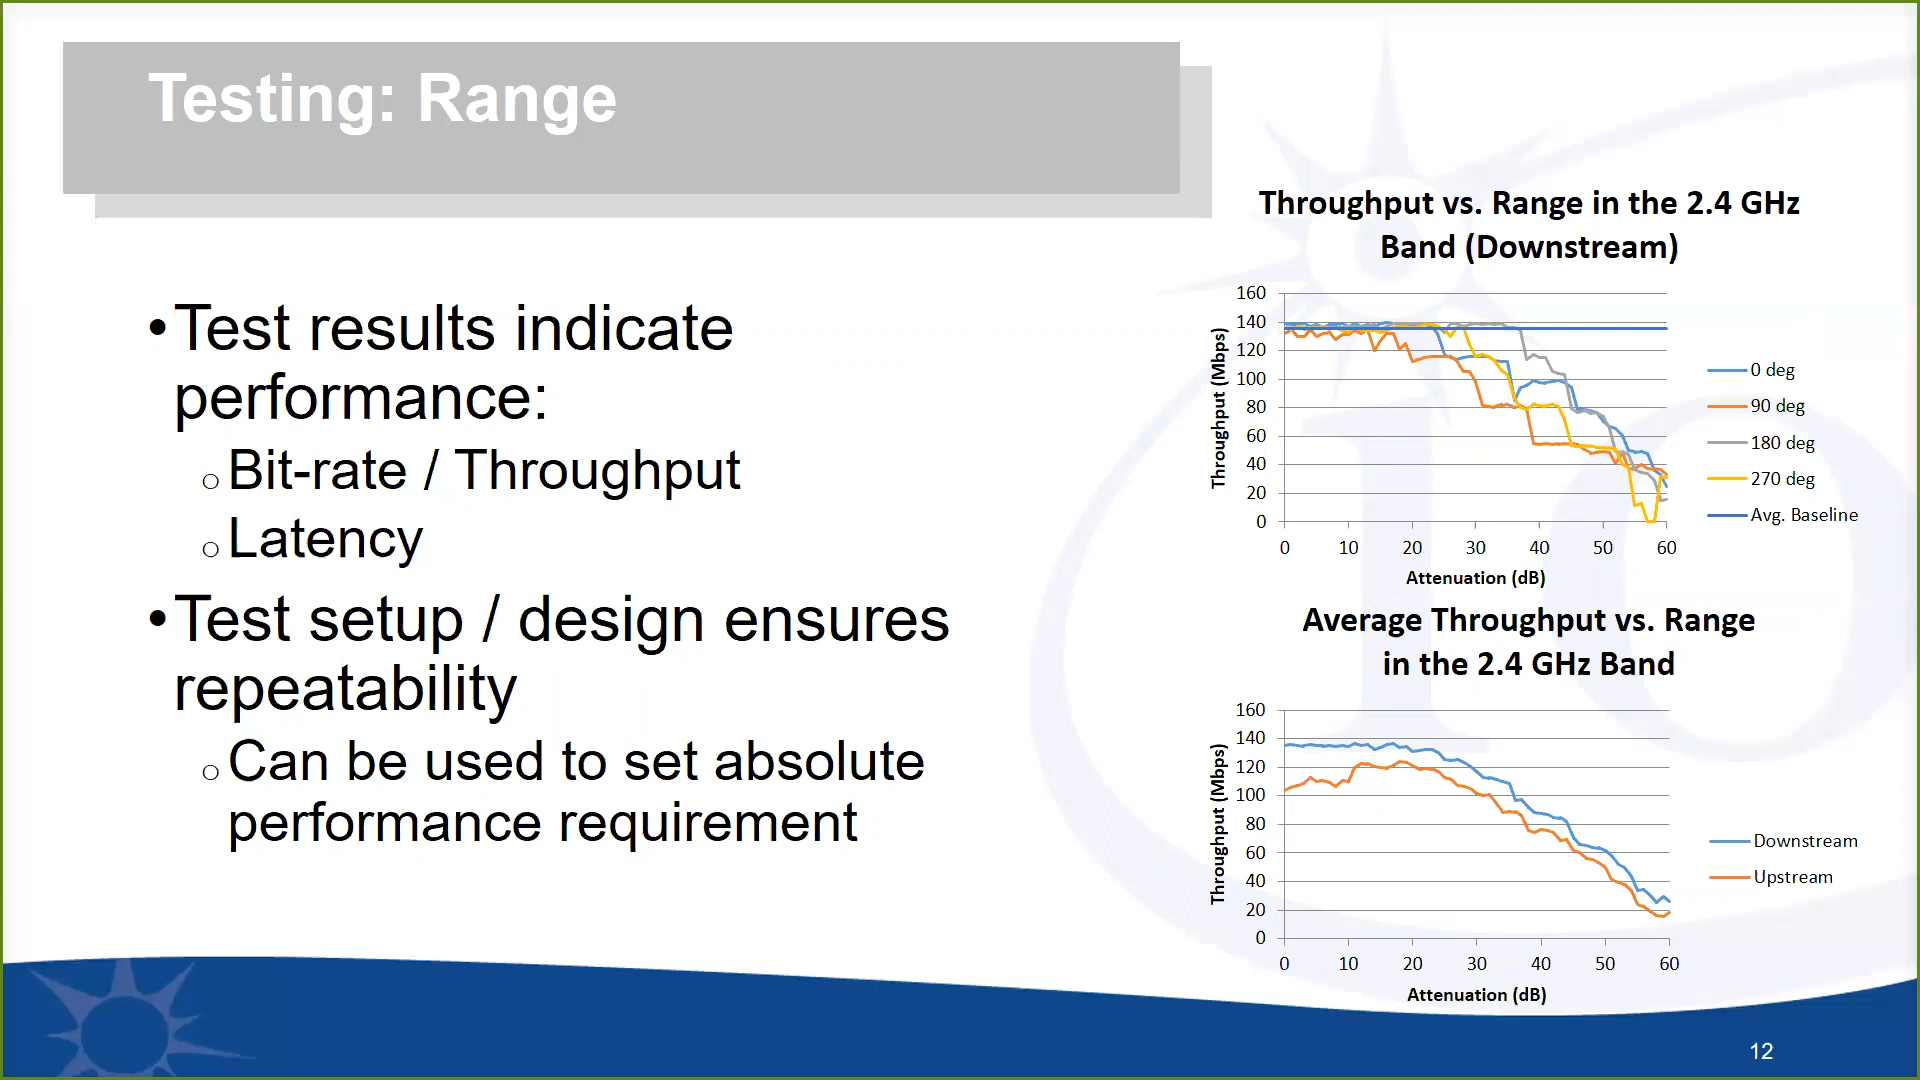 Testing: Range
•Test results indicate
performance:
○Bit-rate / Throughput
○Latency
•Test setup / design ensures
repeatability
○Can be used to set absolute
performance requirement
Throughput vs. Range in the 2.4 GHz
Band (Downstream)
Throughput (Mbps)
160
140
120
100
80
60
40
20
0
0 10 20 30 40 50 60
Attenuation (dB)
0 deg
90 deg
180 deg
270 deg
Avg. Baseline
Average Throughput vs. Range
in the 2.4 GHz Band
Throughput (Mbps)
160
140
120
100
80
60
40
20
0
0 10 20 30 40 50 60
Attenuation (dB)
Downstream
Upstream
12